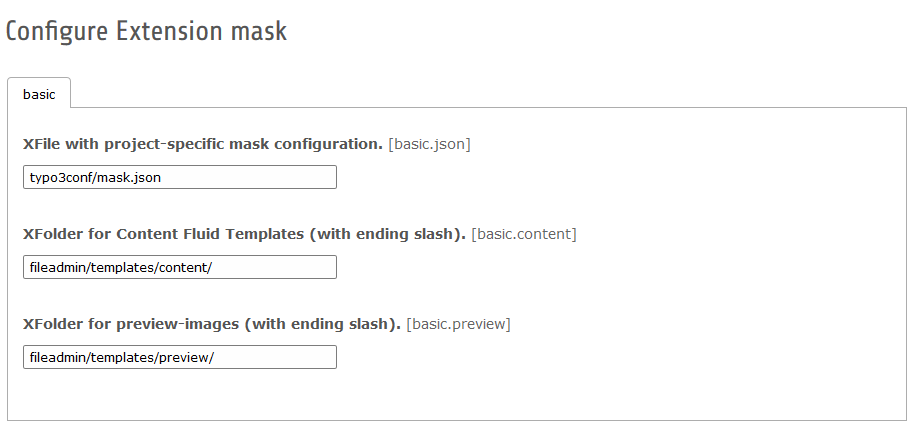 Configure Extension mask
basic
XFile with project-specific mask configuration. [basic.json]
typo3conf/mask.json
XFolder for Content Fluid Templates (with ending slash). [basic.content]
fileadmin/templates/content/
XFolder for preview-images (with ending slash). [basic.preview]
fileadmin/templates/preview/